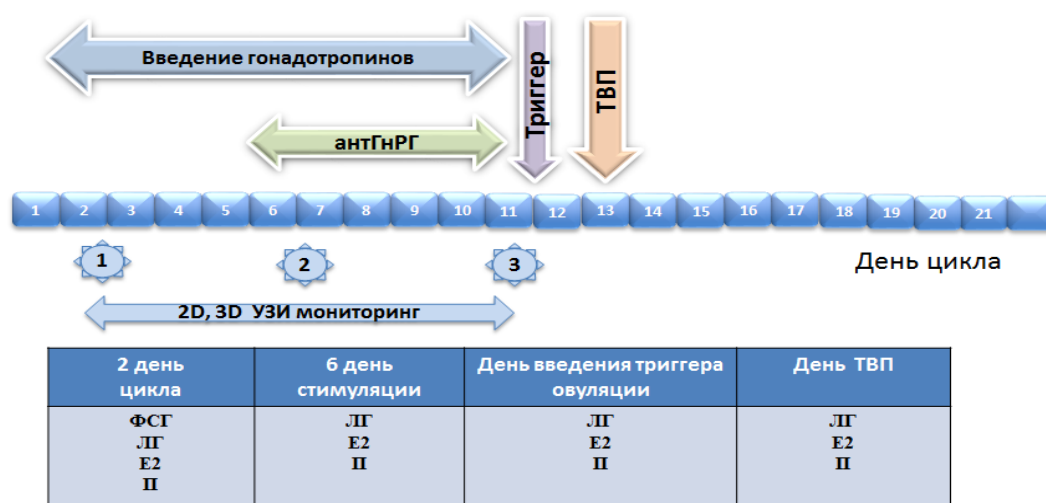 Введение гонадотропинов
Триггер
ТВП
антГнРГ
1 2 3 4 5 6 7 8 9 10 11 12 13 14 15 16 17 18 19 20 21
1 2 3
День цикла
2D, 3D УЗИ мониторинг
2 день
цикла
6 день
стимуляции
День введения триггера
овуляции
День ТВП
ФСГ
ЛГ
Е2
П
ЛГ
Е2
П
ЛГ
Е2
П
ЛГ
Е2
П